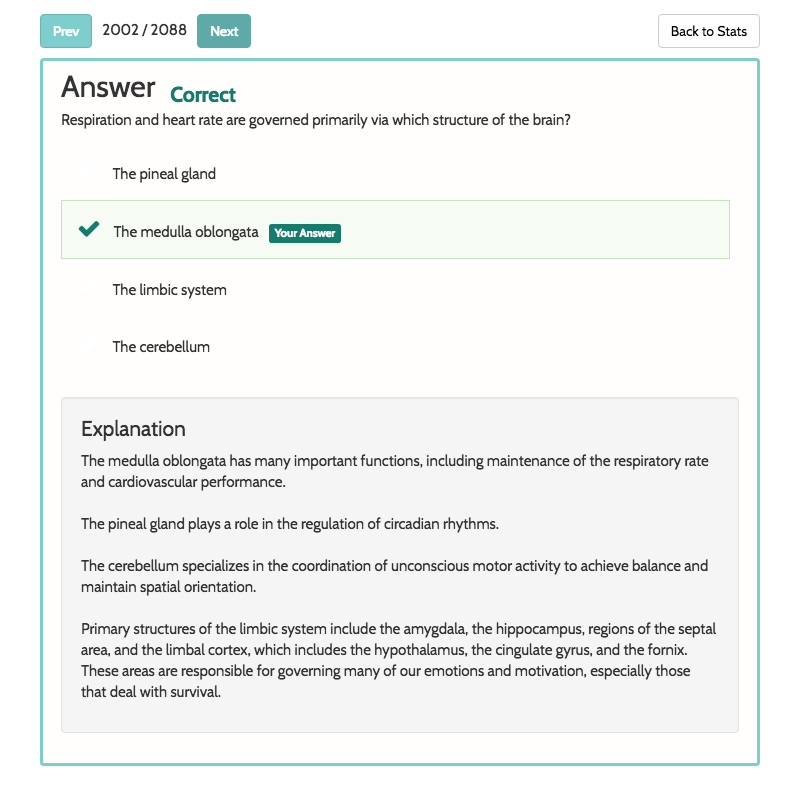 Prev 2002 / 2088 Next Back to Stats
Answer Correct
Respiration and heart rate are governed primarily via which structure of the brain?
The pineal gland
The medulla oblongata Your Answer
The limbic system
The cerebellum
Explanation
The medulla oblongata has many important functions, including maintenance of the respiratory rate
and cardiovascular performance.
The pineal gland plays a role in the regulation of circadian rhythms.
The cerebellum specializes in the coordination of unconscious motor activity to achieve balance and
maintain spatial orientation.
Primary structures of the limbic system include the amygdala, the hippocampus, regions of the septal
area, and the limbal cortex, which includes the hypothalamus, the cingulate gyrus, and the fornix.
These areas are responsible for governing many of our emotions and motivation, especially those
that deal with survival.